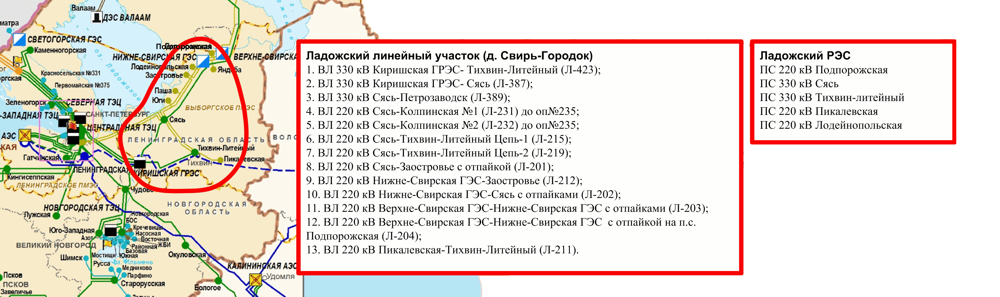 Валаам
ДЭС ВАЛААМ
матра
СВЕТОГОРСКАЯ ГЭС
Каменногорская
Подпорожская
НИЖНЕ-СВИРСКАЯ ГЭС
ВЕРХНЕ-СВИРСКА
Лодейнопольская
Яндеба
Заостровье
Красносельская №331
Первомайская №375
оз. Ладожское
Паша
Юги
ВЫБОРГСКОЕ ПМЭС
Зеленогорск
СЕВЕРНАЯ ТЭЦ
-ЗАПАДНАЯ ТЭЦ
САНКТ-ПЕТЕРБУРГ
Сясь
ЦЕНТРАЛЬНАЯ ТЭЦ
АЭС
ЛЕНИНГРАДСКАЯ ОБЛАСТЬ
ВОЛО
КАЯ
Тихвин-Литейный
Гатчинская
Тихвин
Пикалевская
ЛЕНИНГРАДСКАЯ
КИРИШСКАЯ ГРЭС
Кингисеппская
ЛЕНИНГРАДСКОЕ ПМЭС
Чудово
НОВГОРОДСКАЯ
ОБЛАСТЬ
НОВГОРОДСКАЯ ТЭЦ
Лужская
Новгородская
БОС
Кречевицы
Юго-Западная
Насосная
Азот
Восточная
ВЕЛИКИЙ НОВГОРОД
Районная
ЖБИ
Базовая
Мостищи
Южная
Шимск
Окуловская
оз. Ильмень
Русса
Медниково
КАЛИНИНСКАЯ АЭС
Парфино
Удомля
Псков
ПСКОВ
Старорусская
Завеличье
Бологое
Ладожский линейный участок (д. Свирь-Городок)
1. ВЛ 330 кВ Киришская ГРЭС- Тихвин-Литейный (Л-423);
2. ВЛ 330 кВ Киришская ГРЭС- Сясь (Л-387);
3. ВЛ 330 кВ Сясь-Петрозаводск (Л-389);
4. ВЛ 220 кВ Сясь-Колпинская №1 (Л-231) до оп№235;
5. ВЛ 220 кВ Сясь-Колпинская №2 (Л-232) до оп№235;
6. ВЛ 220 кВ Сясь-Тихвин-Литейный Цепь-1 (Л-215);
7. ВЛ 220 кВ Сясь-Тихвин-Литейный Цепь-2 (Л-219);
8. ВЛ 220 кВ Сясь-Заостровье с отпайкой (Л-201);
9. ВЛ 220 кВ Нижне-Свирская ГЭС-Заостровье (Л-212);
10. ВЛ 220 кВ Нижне-Свирская ГЭС-Сясь с отпайками (Л-202);
11. ВЛ 220 кВ Верхне-Свирская ГЭС-Нижне-Свирская ГЭС с отпайками (Л-203);
12. ВЛ 220 кВ Верхне-Свирская ГЭС-Нижне-Свирская ГЭС с отпайкой на п.с.
Подпорожская (Л-204);
13. ВЛ 220 кВ Пикалевская-Тихвин-Литейный (Л-211).
Ладожский РЭС
ПС 220 кВ Подпорожская
ПС 330 кВ Сясь
ПС 330 кВ Тихвин-литейный
ПС 220 кВ Пикалевская
ПС 220 кВ Лодейнопольская